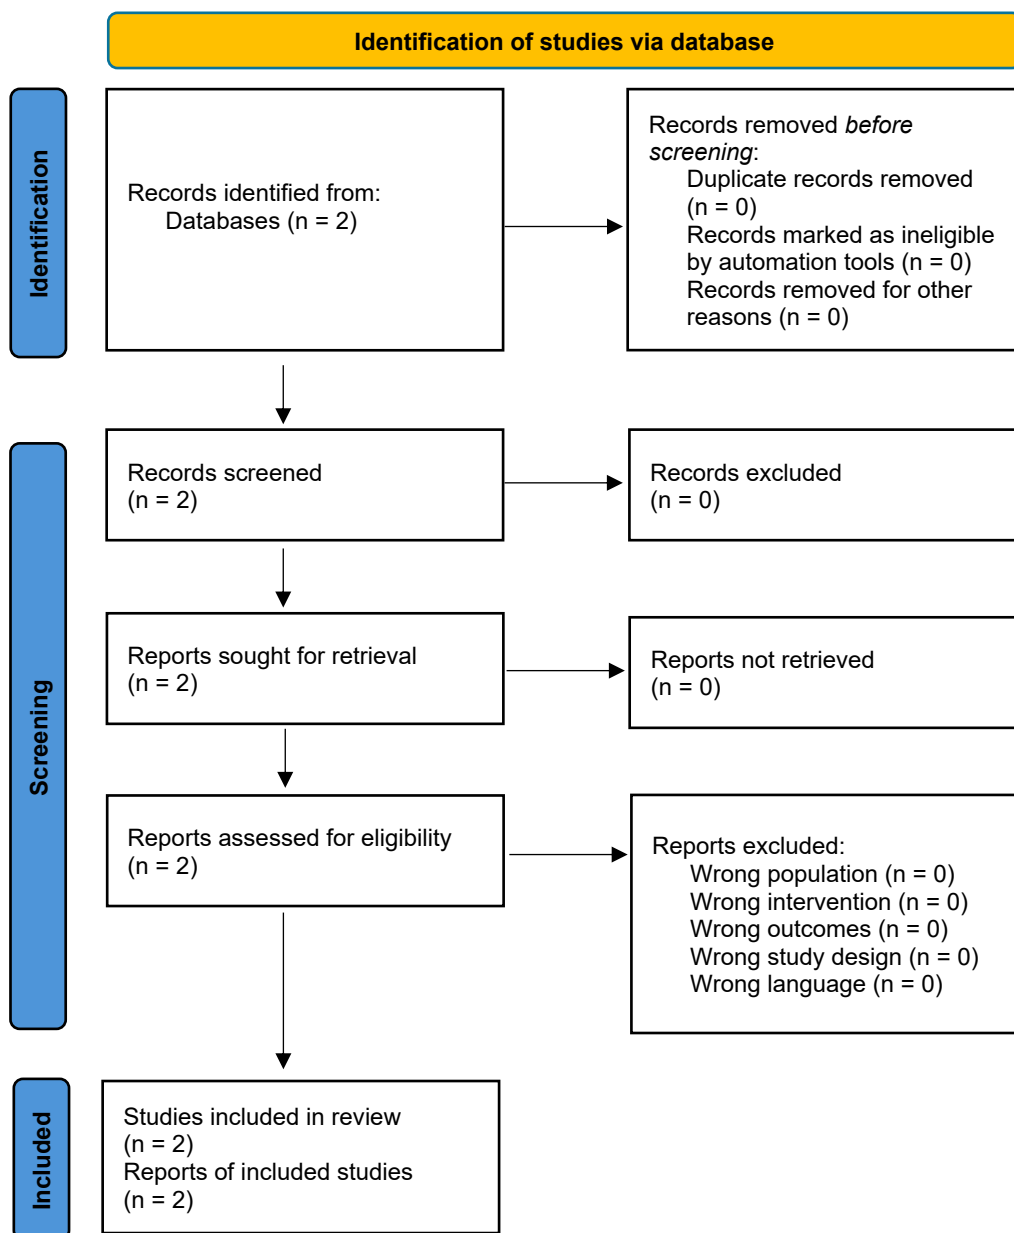 Identification of studies via database
Identification
Records identified from:
Databases (n = 2)
Records removed before
screening:
Duplicate records removed
(n = 0)
Records marked as ineligible
by automation tools (n = 0)
Records removed for other
reasons (n = 0)
Screening
Records screened
(n = 2)
Records excluded
(n = 0)
Reports sought for retrieval
(n = 2)
Reports not retrieved
(n = 0)
Reports assessed for eligibility
(n = 2)
Reports excluded:
Wrong population (n = 0)
Wrong intervention (n = 0)
Wrong outcomes (n = 0)
Wrong study design (n = 0)
Wrong language (n = 0)
Included
Studies included in review
(n = 2)
Reports of included studies
(n = 2)